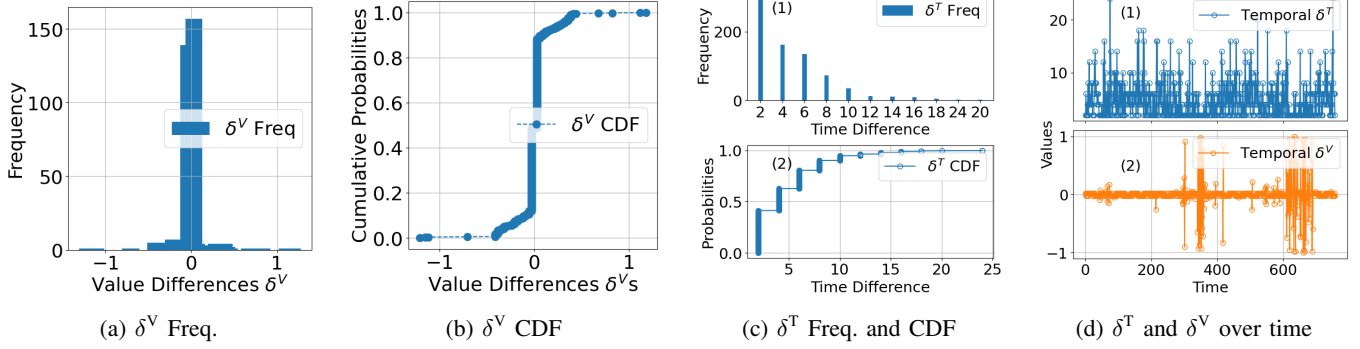 150
100
50
0
Frequency
δV Freq
−1
0
1
Value Differences δV
(a) δV Freq.
1.0
0.8
0.6
0.4
0.2
0.0
Cumulative Probabilities
δV CDF
−1
0
1
Value Differences δVs
(b) δV CDF
(1)
δT Freq
200
0
Frequency
2 4 6 8 10 12 14 16 18 24 20
Time Difference
1.0
0.5
0.0
Probabilities
(2)
δT CDF
5 10 15 20 25
Time Difference
(c) δT Freq. and CDF
(1)
Temporal δT
20
10
Values
1
0
−1
(2)
Temporal δV
0 200 400 600
Time
(d) δT and δV over time